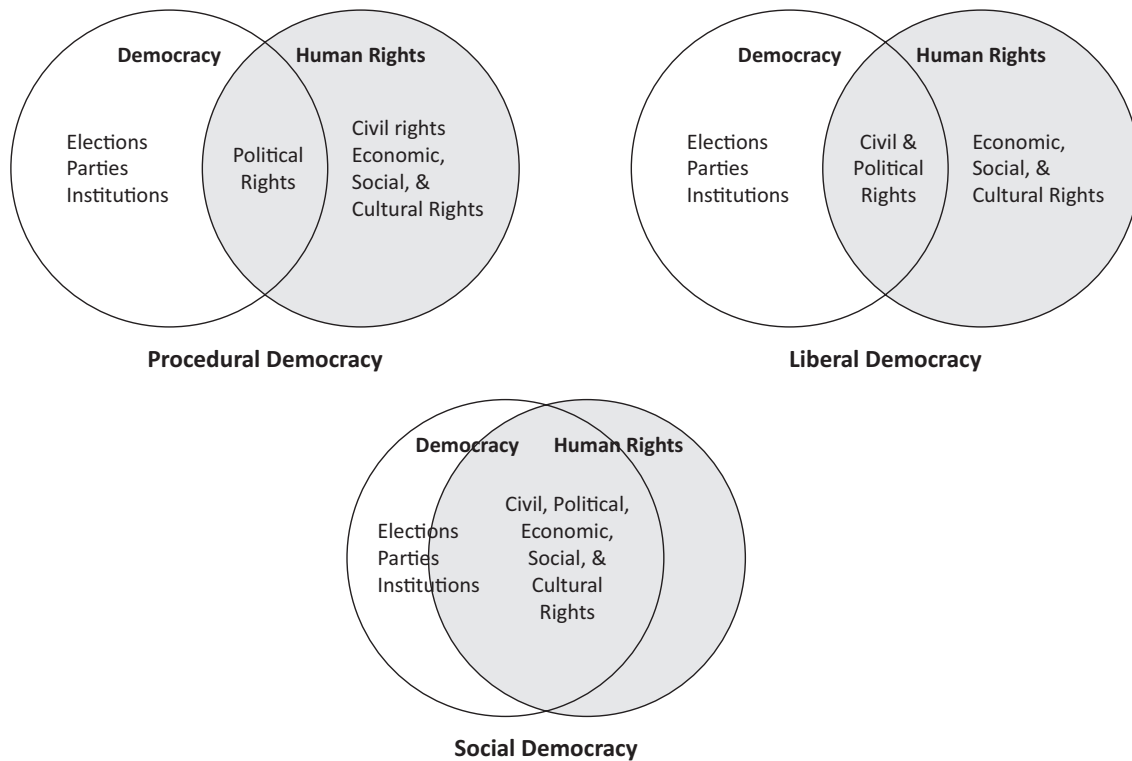 Democracy
Human Rights
Elections
Parties
Institutions
Political
Rights
Civil rights
Economic,
Social, &
Cultural Rights
Procedural Democracy
Democracy
Human Rights
Elections
Parties
Institutions
Civil &
Political
Rights
Economic,
Social, &
Cultural Rights
Liberal Democracy
Democracy
Human Rights
Elections
Parties
Institutions
Civil, Political,
Economic,
Social, &
Cultural
Rights
Social Democracy